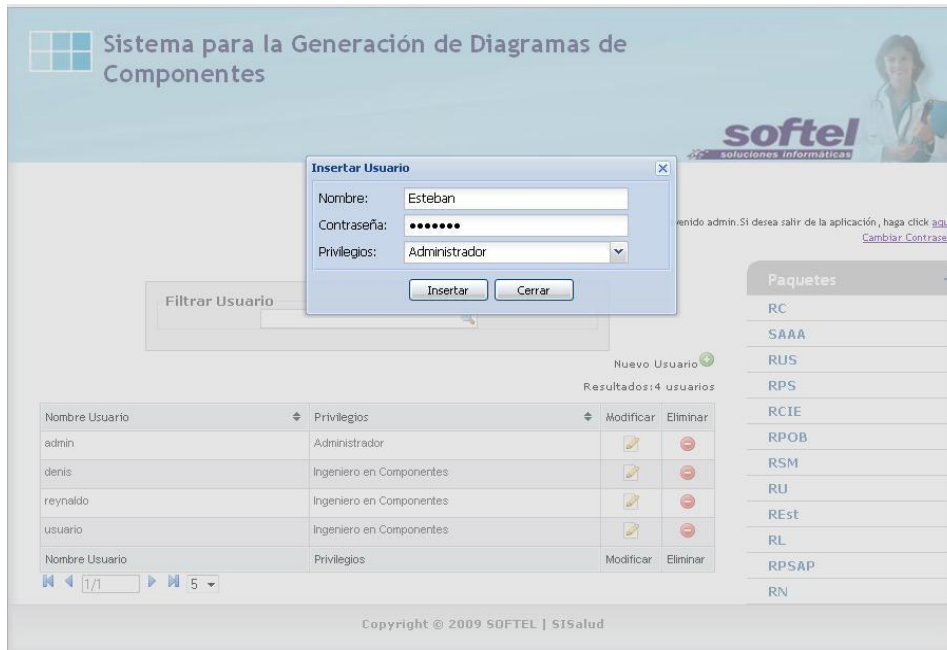 Sistema para la Generación de Diagramas de
Componentes
softel
soluciones informáticas
Insertar Usuario
Nombre: Esteban
Contraseña: •••••••
Privilegios: Administrador
Insertar Cerrar
admin.Si desea salir de la aplicación, haga click
Cambiar
Filtrar Usuario
Nuevo Usuario
Resultados:4 usuarios
Nombre Usuario Privilegios Modificar Eliminar
admin Administrador
denis Ingeniero en Componentes
reynaldo Ingeniero en Componentes
usuario Ingeniero en Componentes
Nombre Usuario Privilegios Modificar Eliminar
1/1 5
Paquetes
RC
SAAA
RUS
RPS
RCIE
RPOB
RSM
RU
REst
RL
RPSAP
RN
Copyright © 2009 SOFTEL | SISalud